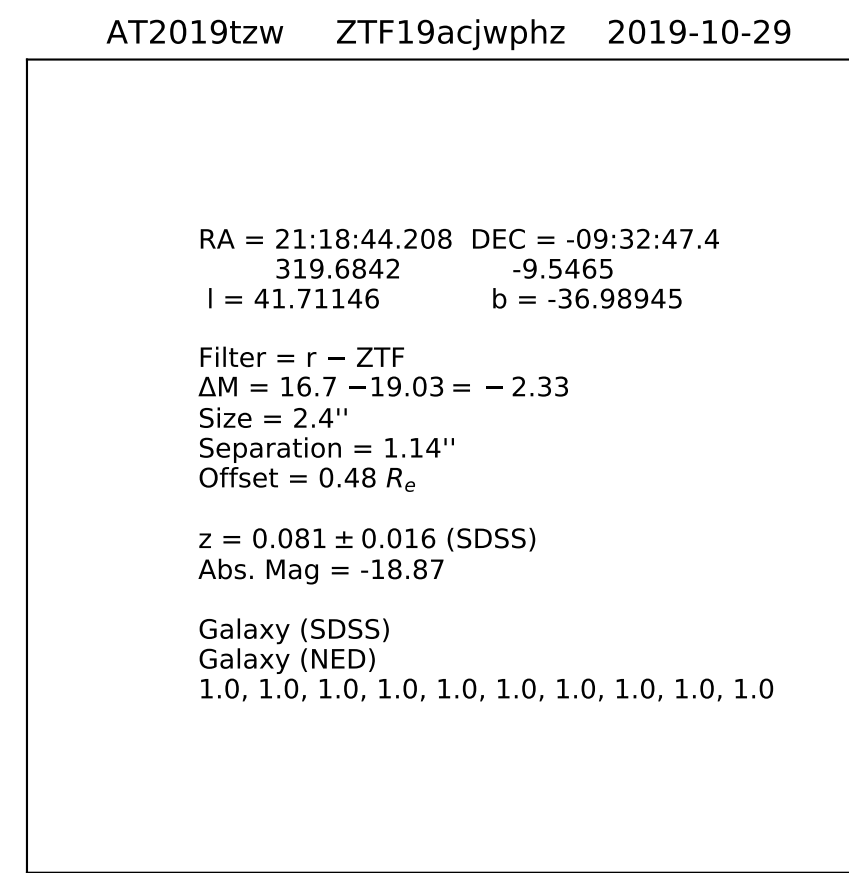 AT2019tzw ZTF19acjwphz 2019-10-29
RA = 21:18:44.208 DEC = -09:32:47.4
319.6842 -9.5465
l = 41.71146 b = -36.98945
Filter = r − ZTF
ΔM = 16.7 −19.03 = − 2.33
Size = 2.4''
Separation = 1.14''
Offset = 0.48 Re
z = 0.081 ± 0.016 (SDSS)
Abs. Mag = -18.87
Galaxy (SDSS)
Galaxy (NED)
1.0, 1.0, 1.0, 1.0, 1.0, 1.0, 1.0, 1.0, 1.0, 1.0